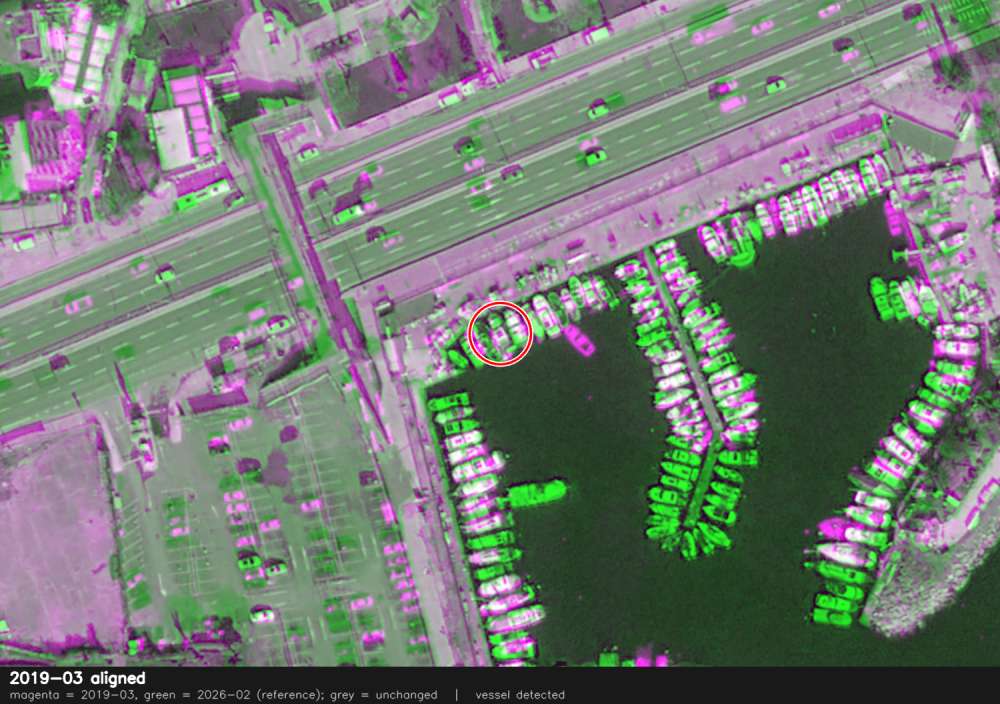 2019-03 aligned
magenta = 2019-03, green = 2026-02 (reference); grey = unchanged | vessel detected